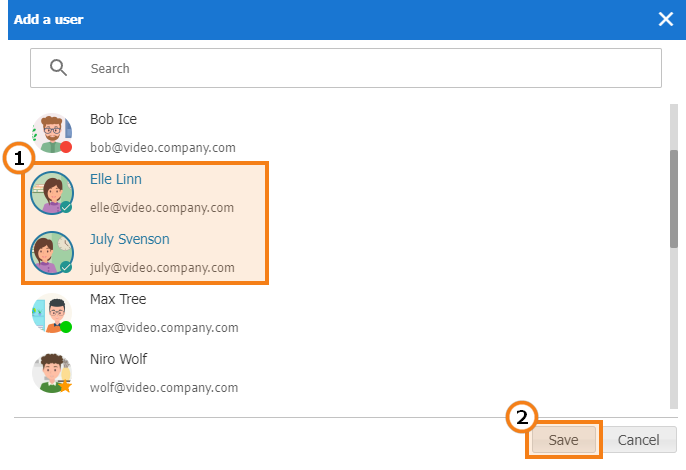 Add a user
Search
Bob Ice
bob@video.company.com
1
Elle Linn
elle@video.company.com
July Svenson
july@video.company.com
Max Tree
max@video.company.com
Niro Wolf
wolf@video.company.com
2
Save Cancel